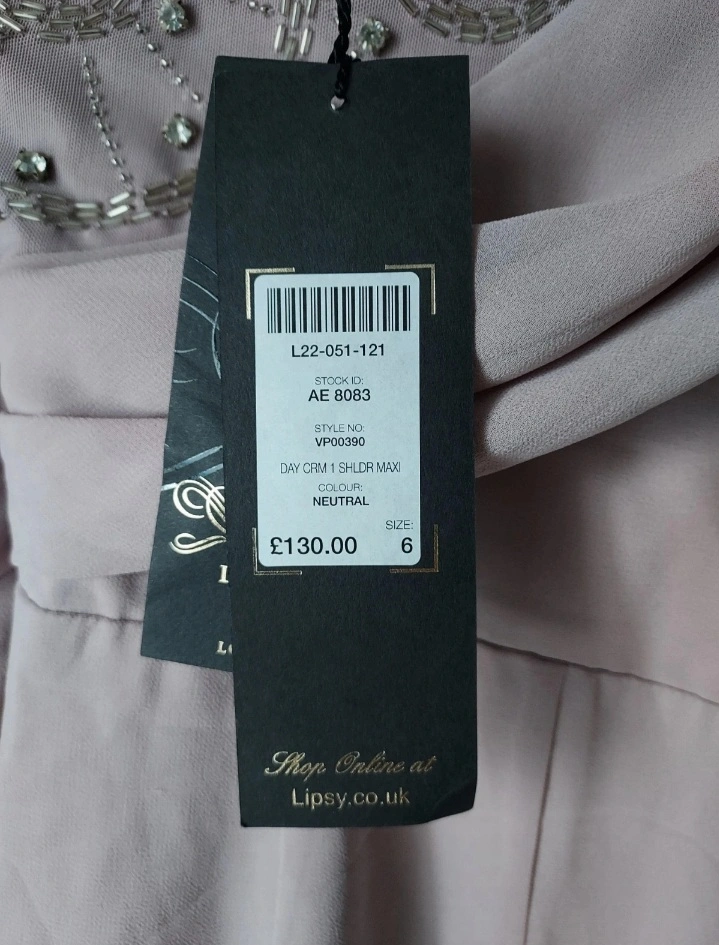 L22-051-121
STOCK ID:
AE 8083
STYLE NO:
VP00390
DAY CRM 1 SHLDR MAXI
COLOUR:
NEUTRAL
SIZE:
£130.00 6
Shop Online at
Lipsy.co.uk